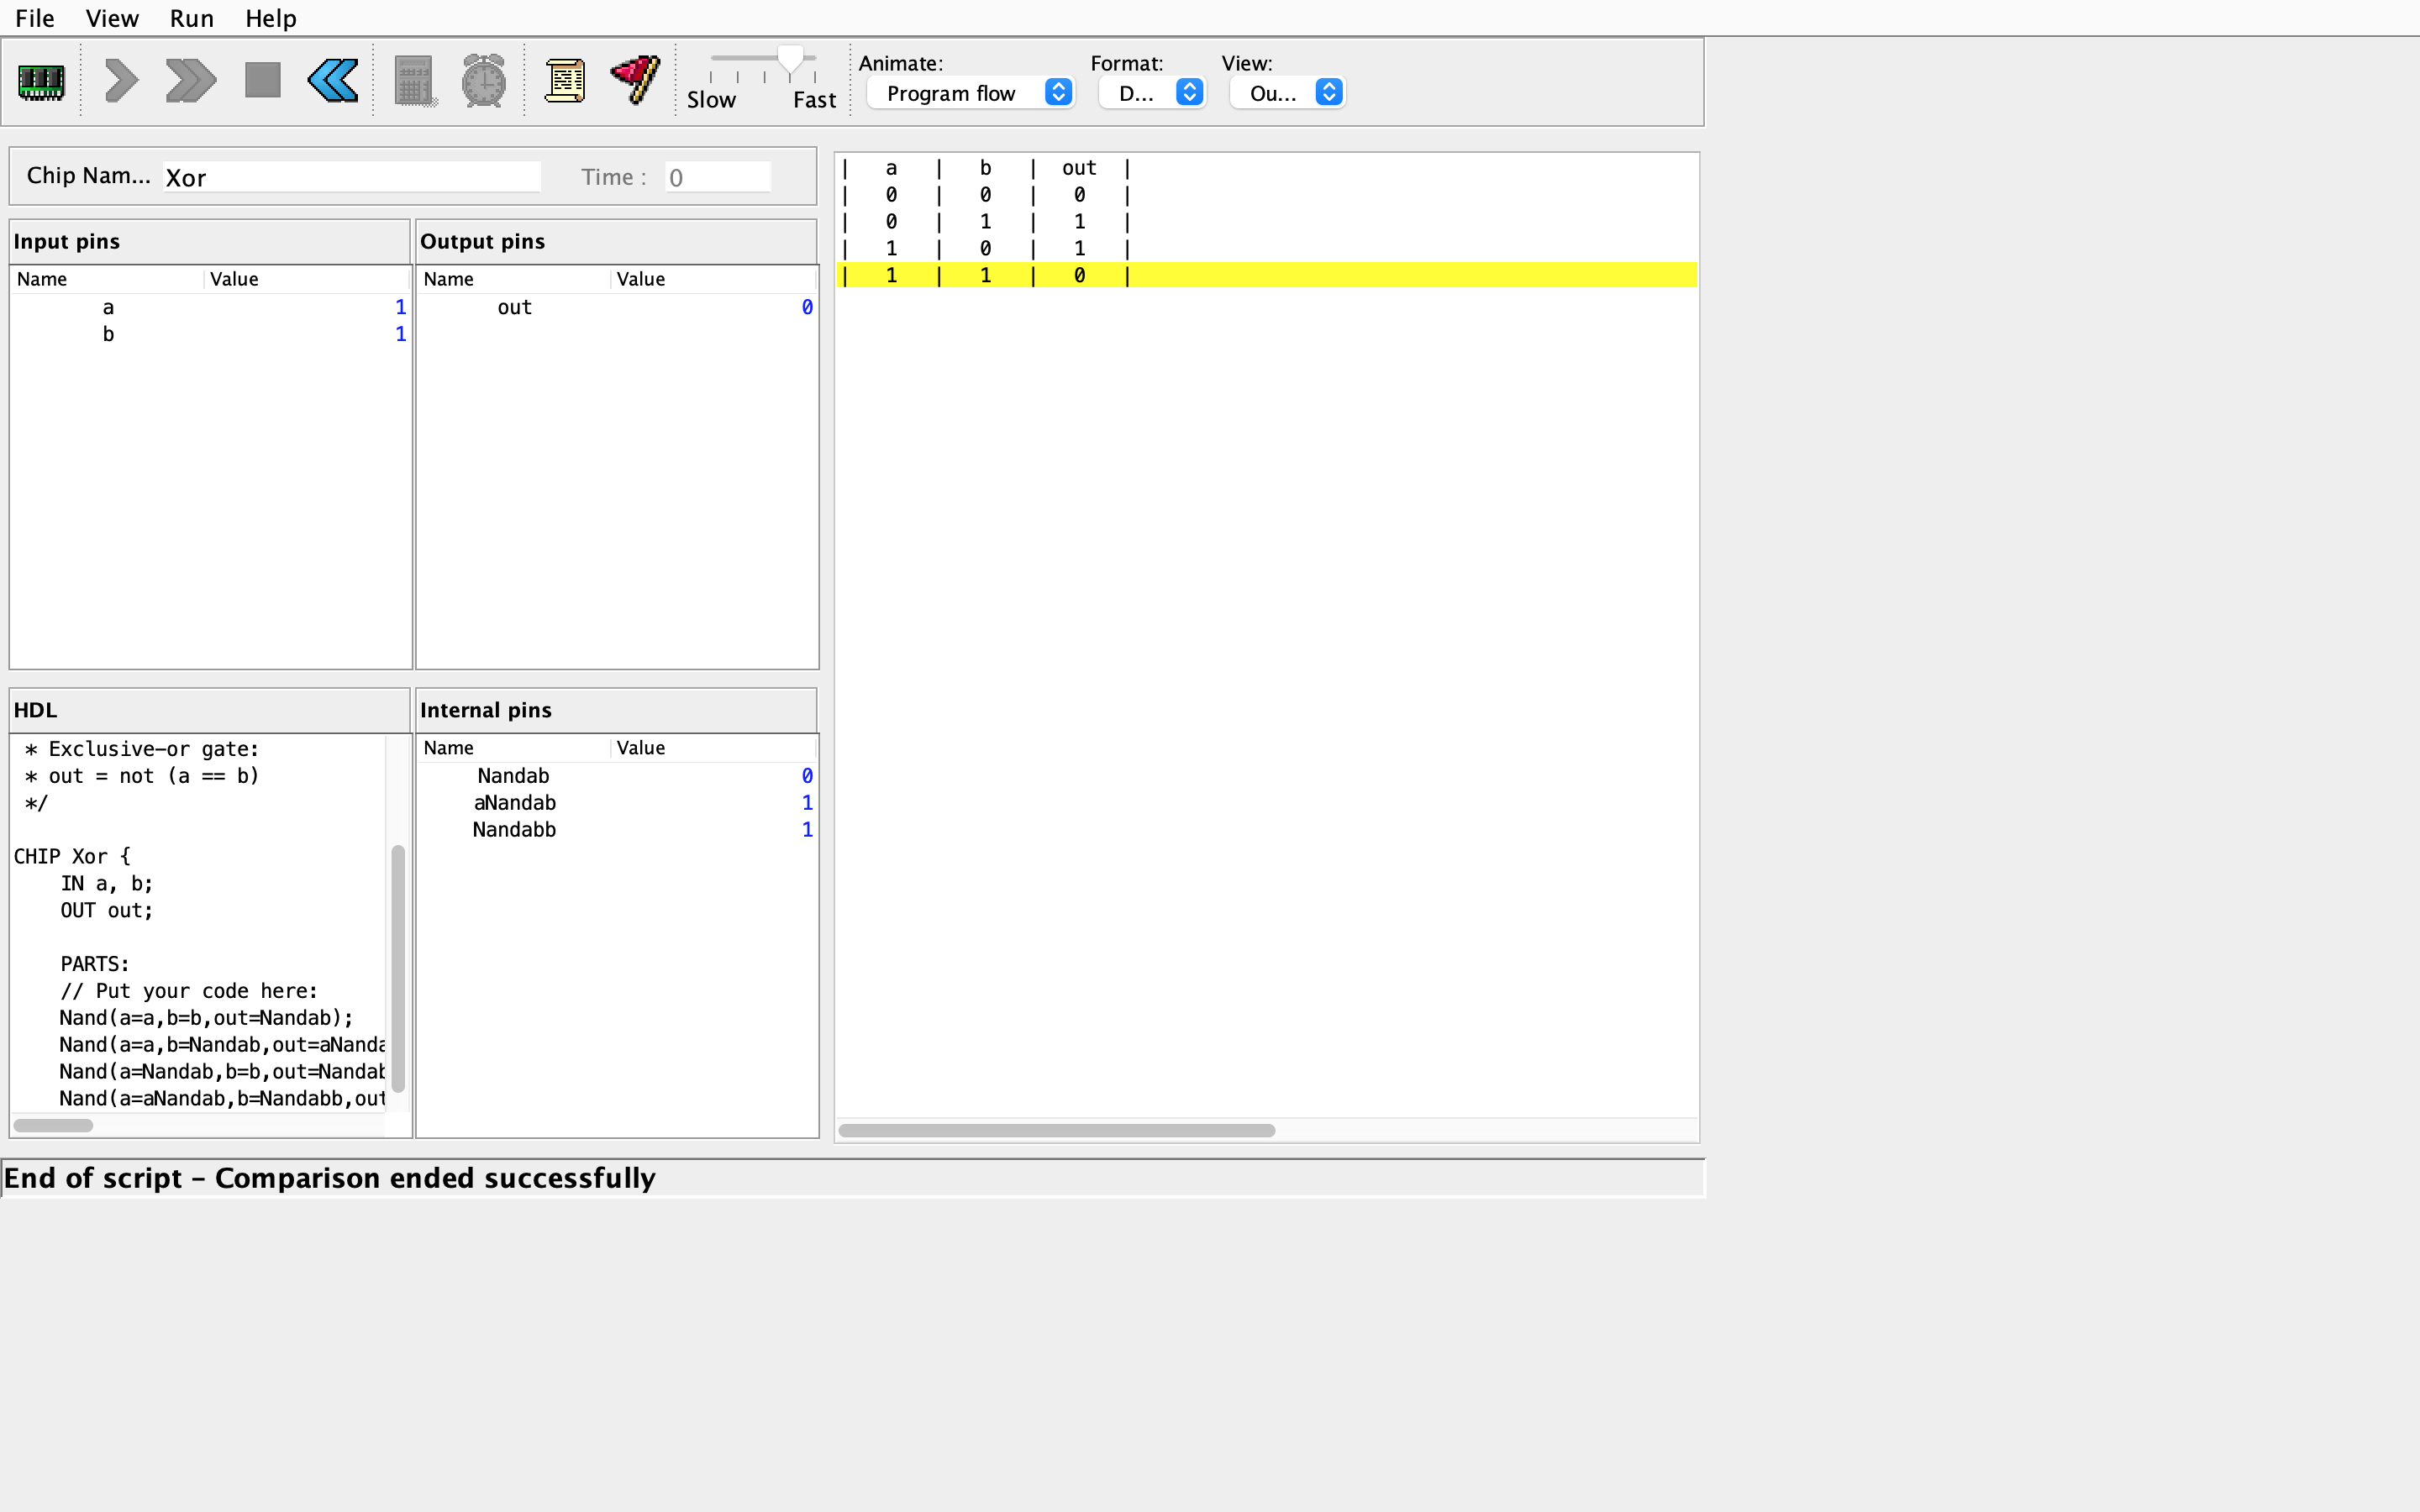 File View Run Help
Animate: Format: View:
Slow Fast Program flow D... Ou...
Chip Nam... Xor Time : 0
Input pins
Name Value
a 1
b 1
Output pins
Name Value
out 0
HDL
* Exclusive-or gate:
* out = not (a == b)
*/
CHIP Xor {
IN a, b;
OUT out;
PARTS:
// Put your code here:
Nand(a=a,b=b,out=Nandab);
Nand(a=a,b=Nandab,out=aNanda
Nand(a=Nandab,b=b,out=Nandab
Nand(a=aNandab,b=Nandabb,out
Internal pins
Name Value
Nandab 0
aNandab 1
Nandabb 1
| a | b | out |
| 0 | 0 | 0 |
| 0 | 1 | 1 |
| 1 | 0 | 1 |
| 1 | 1 | 0 |
End of script - Comparison ended successfully